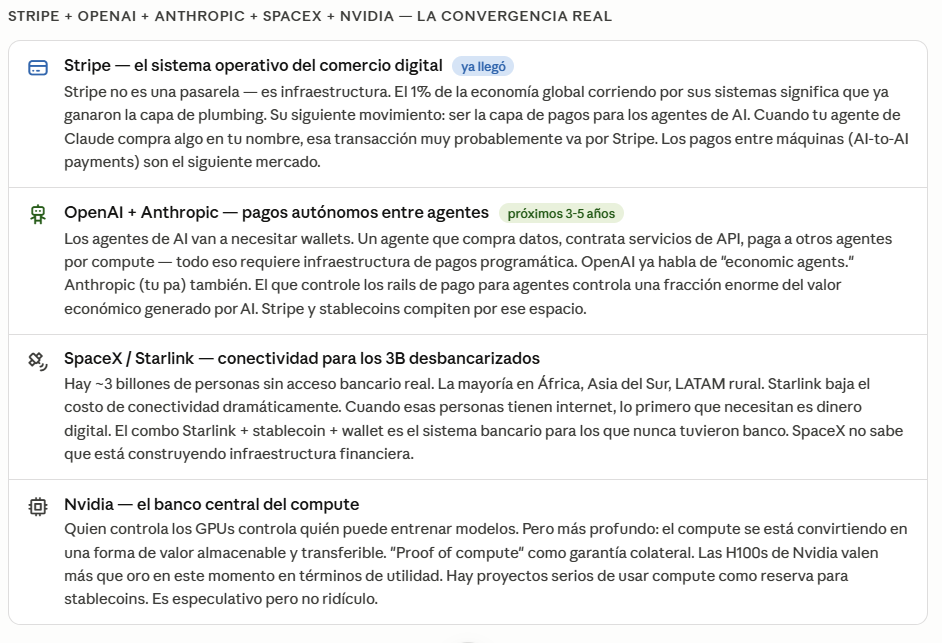 STRIPE + OPENAI + ANTHROPIC + SPACEX + NVIDIA — LA CONVERGENCIA REAL
Stripe — el sistema operativo del comercio digital ya llegó
Stripe no es una pasarela — es infraestructura. El 1% de la economía global corriendo por sus sistemas significa que ya
ganaron la capa de plumbing. Su siguiente movimiento: ser la capa de pagos para los agentes de AI. Cuando tu agente de
Claude compra algo en tu nombre, esa transacción muy probablemente va por Stripe. Los pagos entre máquinas (AI-to-AI
payments) son el siguiente mercado.
OpenAI + Anthropic — pagos autónomos entre agentes próximos 3-5 años
Los agentes de AI van a necesitar wallets. Un agente que compra datos, contrata servicios de API, paga a otros agentes
por compute — todo eso requiere infraestructura de pagos programática. OpenAI ya habla de "economic agents."
Anthropic (tu pa) también. El que controle los rails de pago para agentes controla una fracción enorme del valor
económico generado por AI. Stripe y stablecoins compiten por ese espacio.
SpaceX / Starlink — conectividad para los 3B desbancarizados
Hay ~3 billones de personas sin acceso bancario real. La mayoría en África, Asia del Sur, LATAM rural. Starlink baja el
costo de conectividad dramáticamente. Cuando esas personas tienen internet, lo primero que necesitan es dinero
digital. El combo Starlink + stablecoin + wallet es el sistema bancario para los que nunca tuvieron banco. SpaceX no sabe
que está construyendo infraestructura financiera.
Nvidia — el banco central del compute
Quien controla los GPUs controla quién puede entrenar modelos. Pero más profundo: el compute se está convirtiendo en
una forma de valor almacenable y transferible. "Proof of compute" como garantía colateral. Las H100s de Nvidia valen
más que oro en este momento en términos de utilidad. Hay proyectos serios de usar compute como reserva para
stablecoins. Es especulativo pero no ridículo.